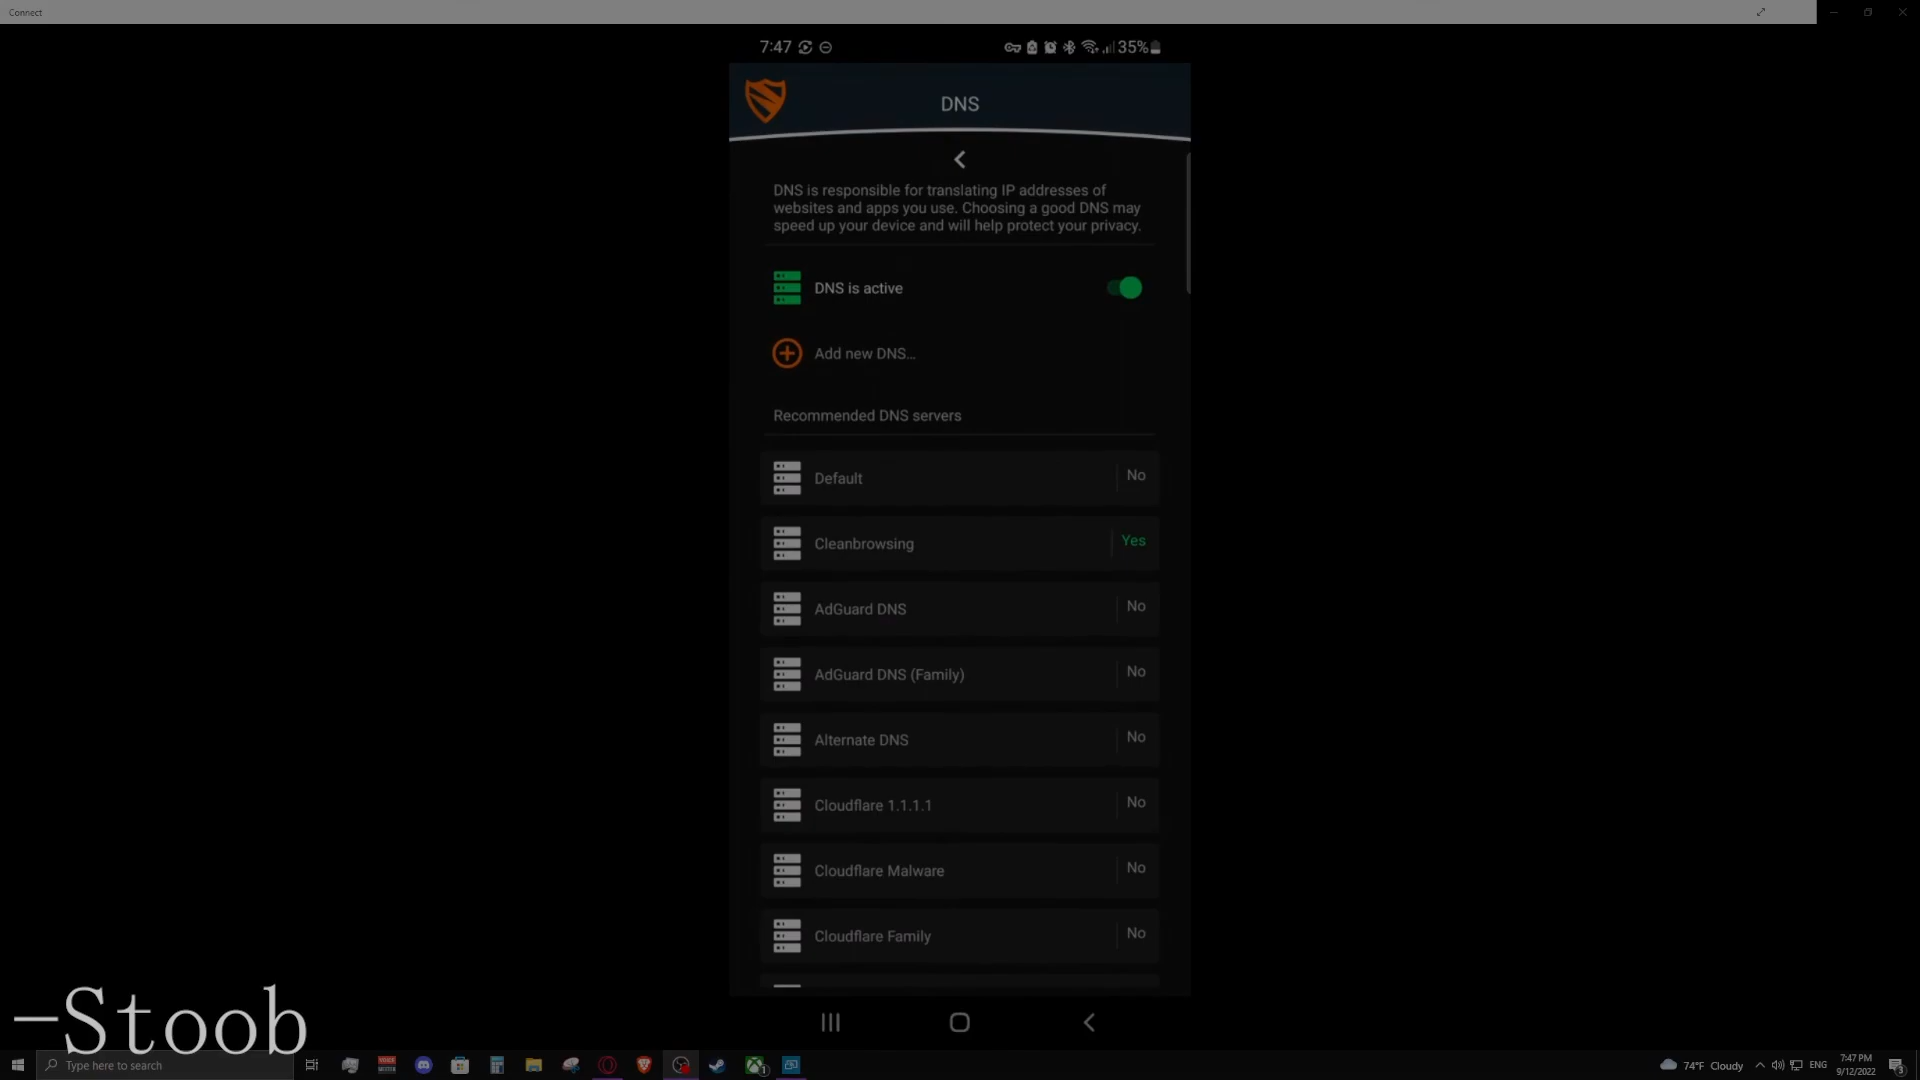 Connect
7:47
35%
DNS
DNS is responsible for translating IP addresses of
websites and apps you use. Choosing a good DNS may
speed up your device and will help protect your privacy.
DNS is active
Add new DNS...
Recommended DNS servers
Default
No
Cleanbrowsing
Yes
AdGuard DNS
No
AdGuard DNS (Family)
No
Alternate DNS
No
Cloudflare 1.1.1.1
No
Cloudflare Malware
No
Cloudflare Family
No
—Stoob
Type here to search
74°F Cloudy
ENG
7:47 PM
9/12/2022